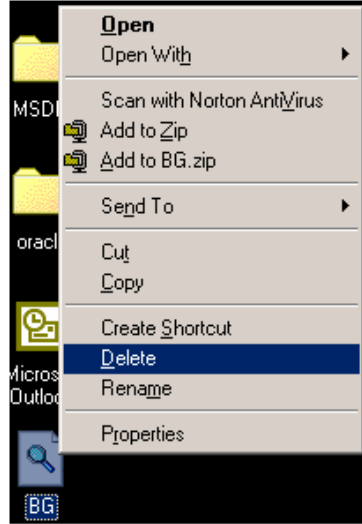 Open
Open With
Scan with Norton AntiVirus
Add to Zip
Add to BG.zip
Send To
Cut
Copy
Create Shortcut
Delete
Rename
Properties
MSD
oracl
Micros
Outloo
BG